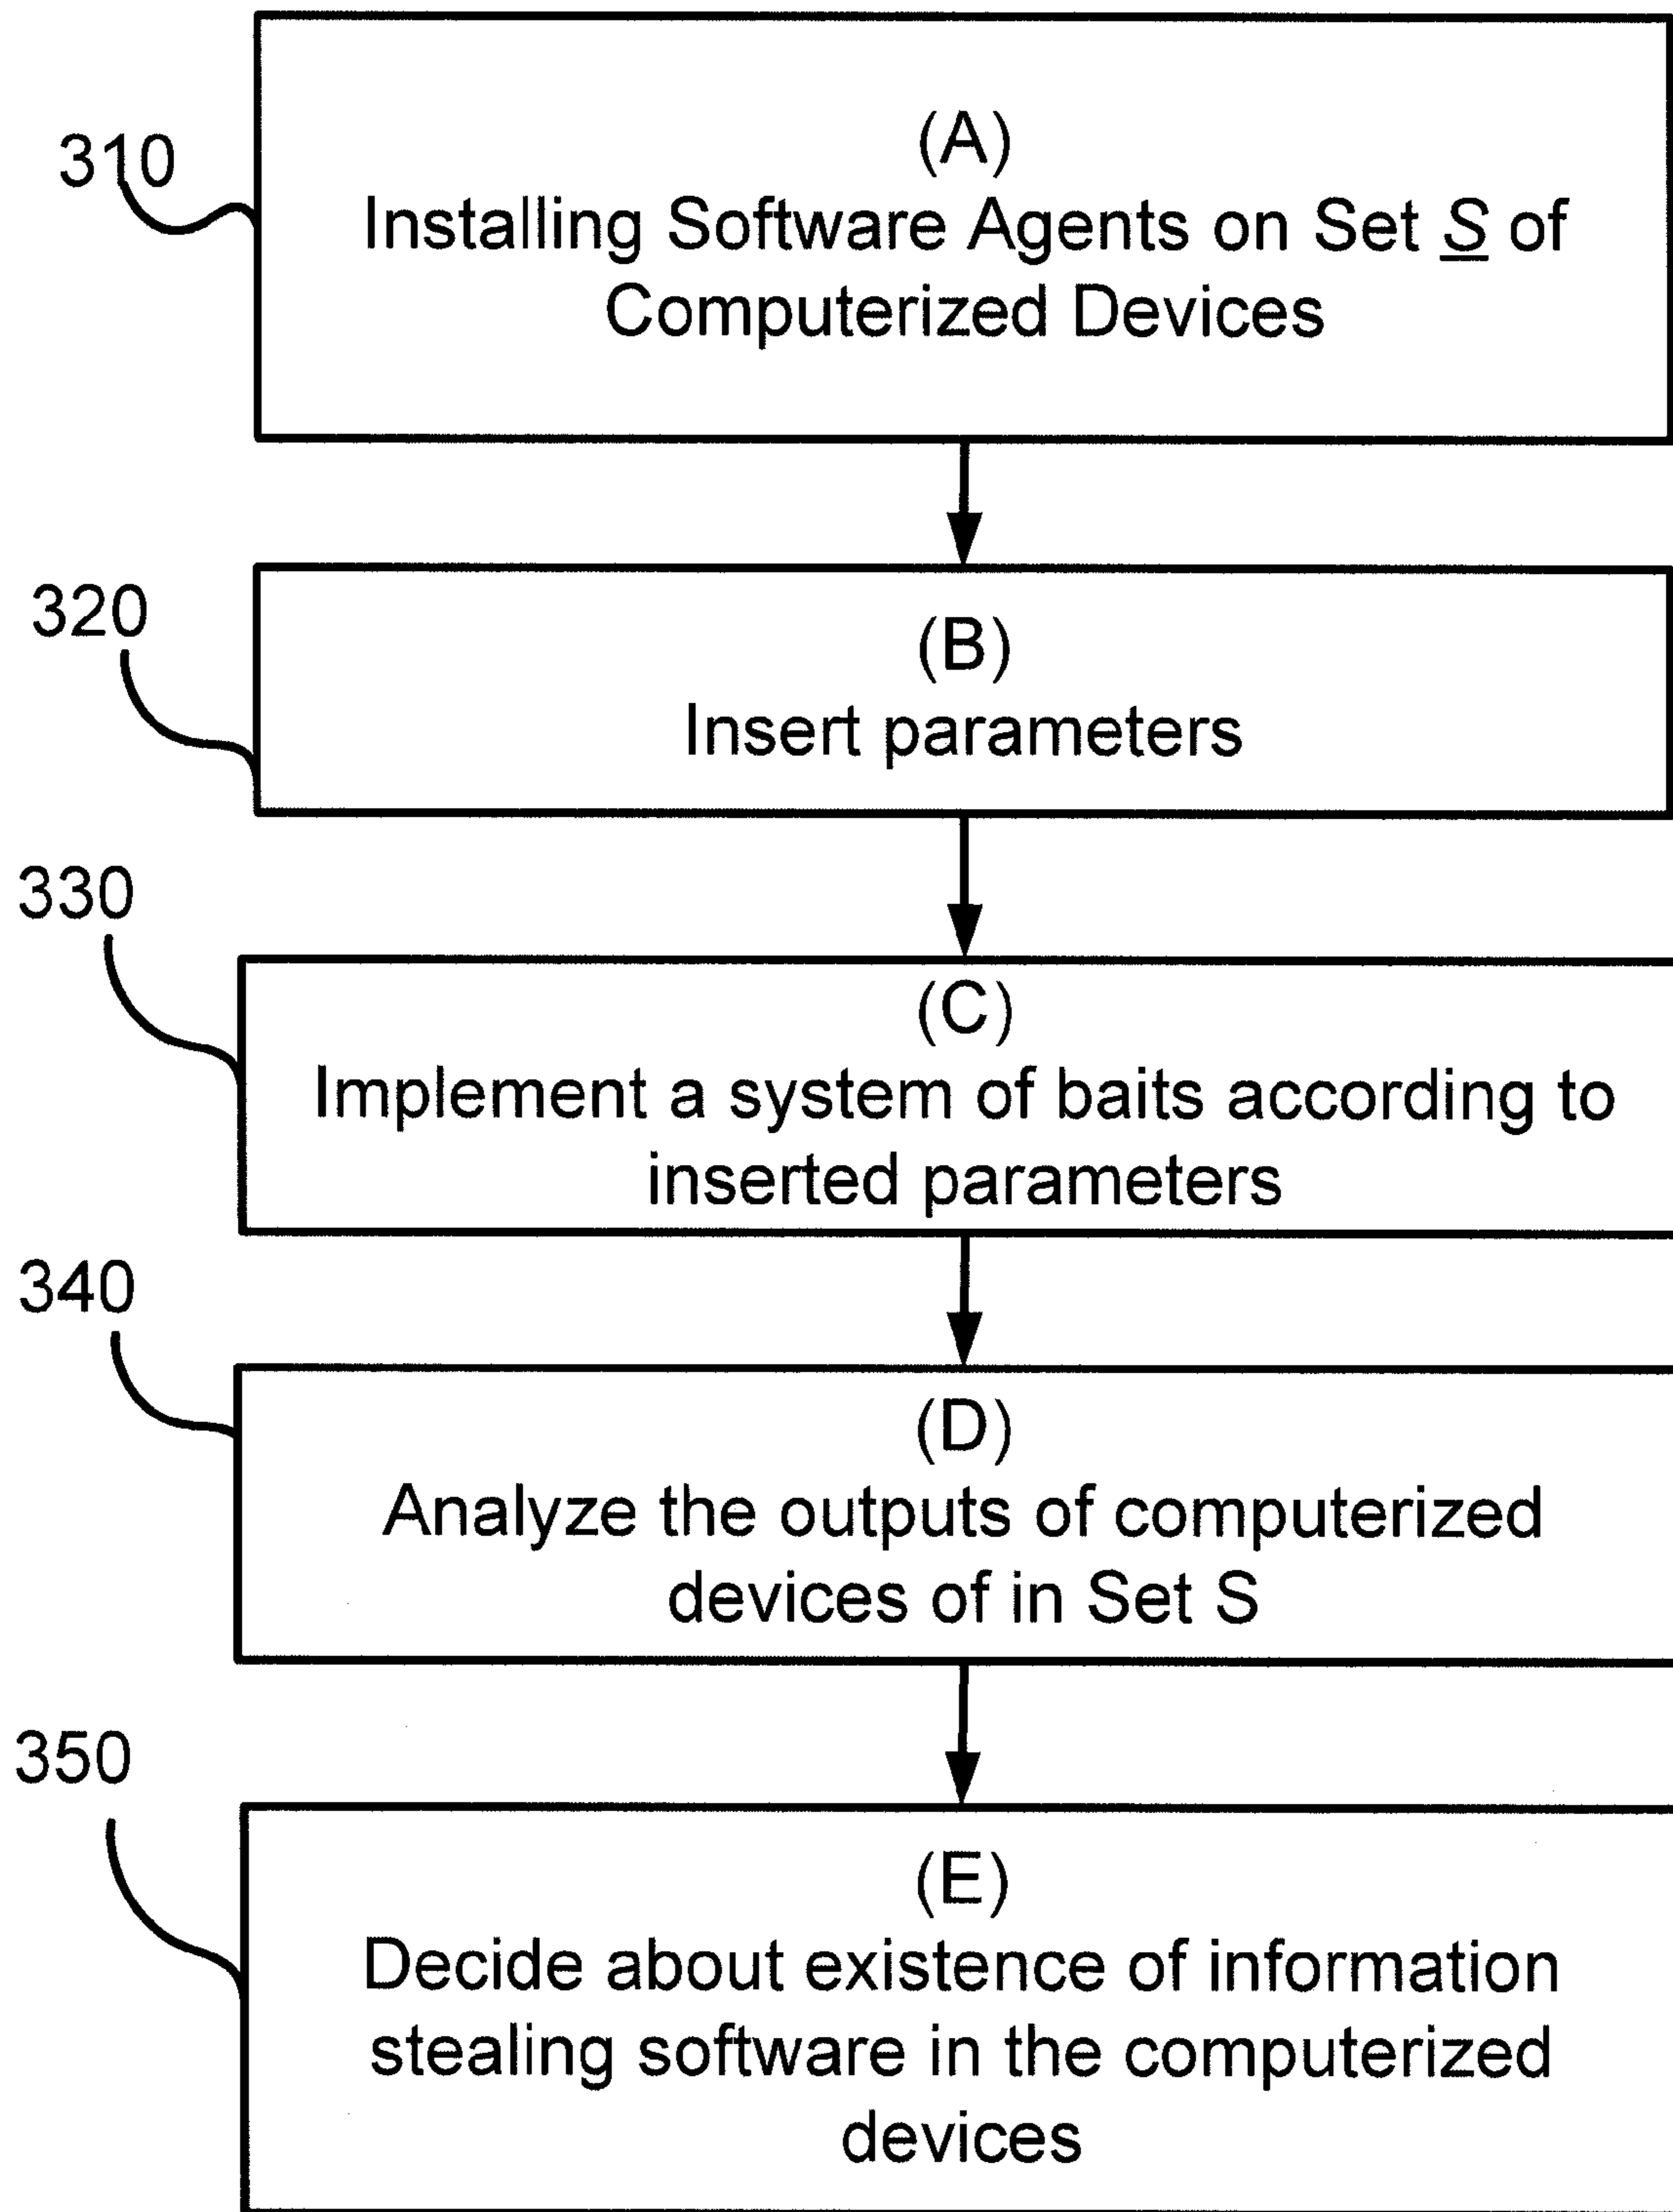 310
(A)
Installing Software Agents on Set S of
Computerized Devices
320
(B)
Insert parameters
330
(C)
Implement a system of baits according to
inserted parameters
340
(D)
Analyze the outputs of computerized
devices of in Set S
350
(E)
Decide about existence of information
stealing software in the computerized
devices